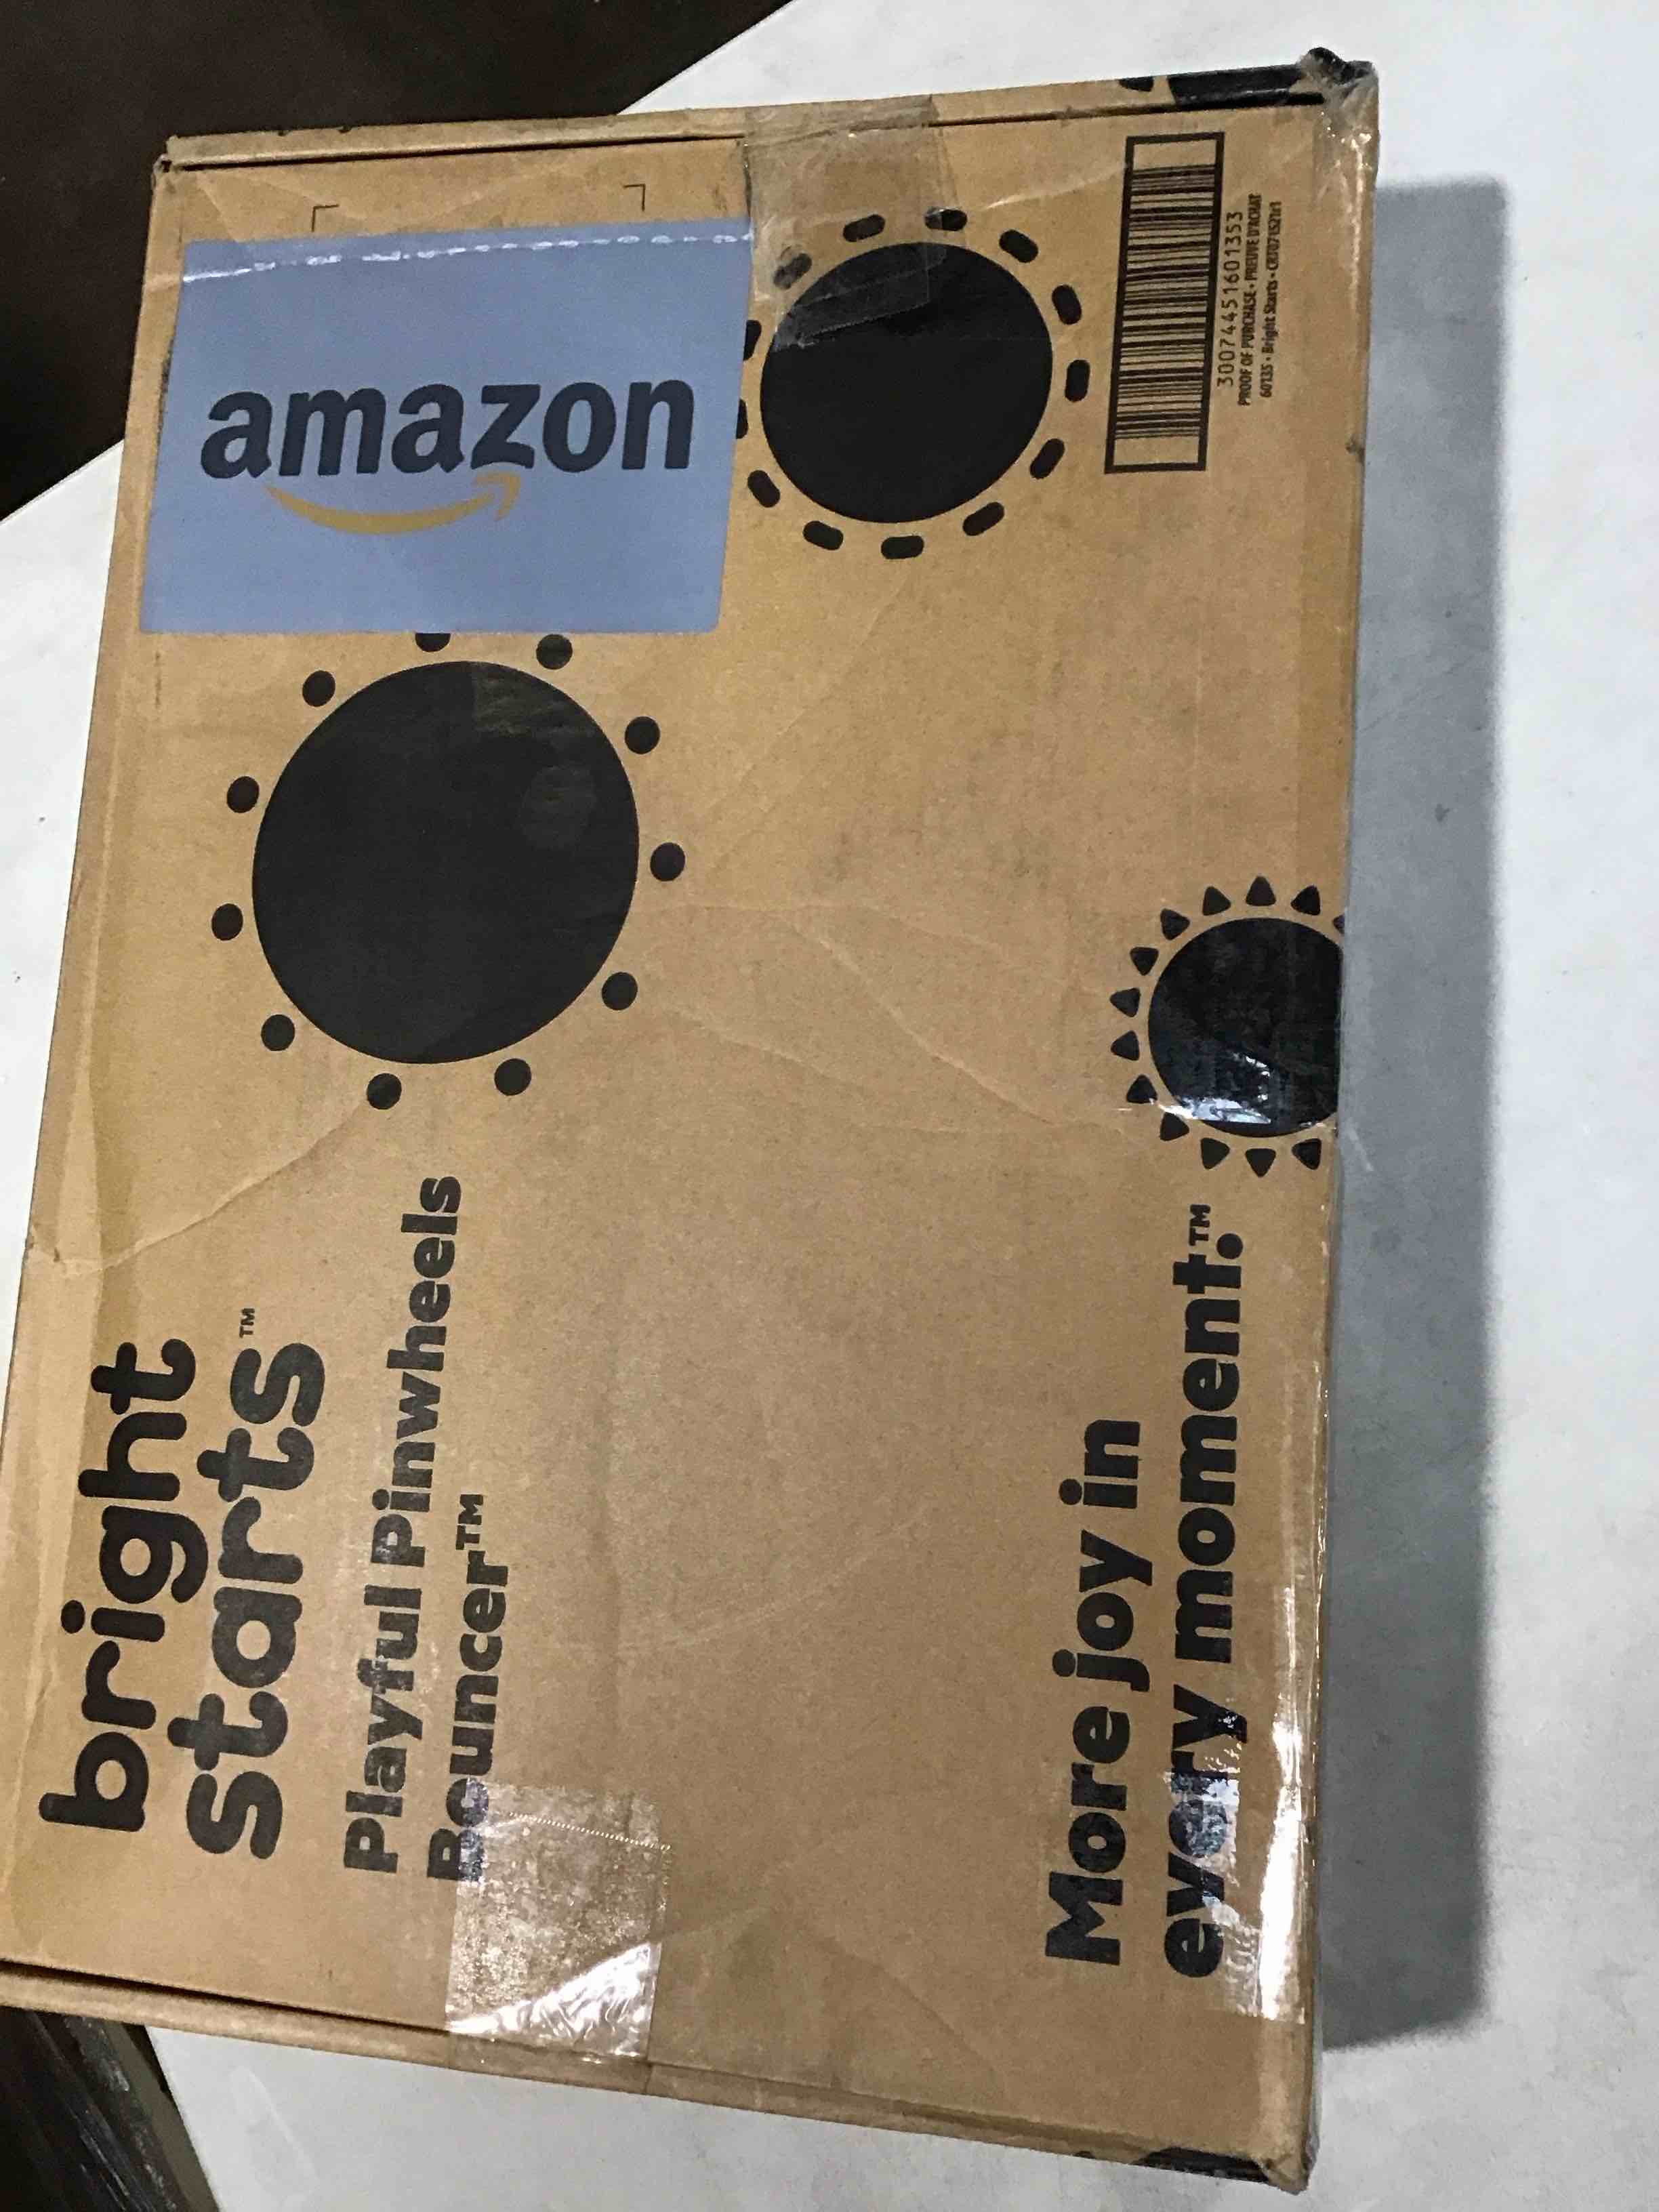 amazon
30074451601353
PROOF OF PURCHASE • PREUVE D'ACHAT
bright
starts™
Playful Pinwheels
Bouncer™
More joy in
every moment.™